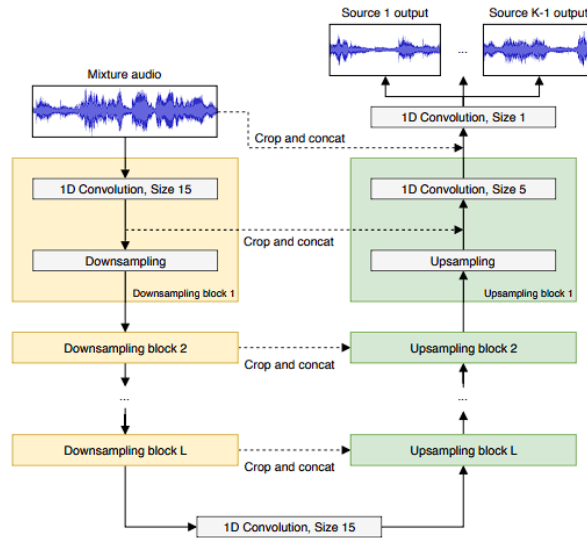 Source 1 output
Source K-1 output
...
Mixture audio
1D Convolution, Size 1
Crop and concat
1D Convolution, Size 15
1D Convolution, Size 5
Crop and concat
Downsampling
Upsampling
Downsampling block 1
Upsampling block 1
Downsampling block 2
Upsampling block 2
Crop and concat
...
...
Downsampling block L
Upsampling block L
Crop and concat
1D Convolution, Size 15